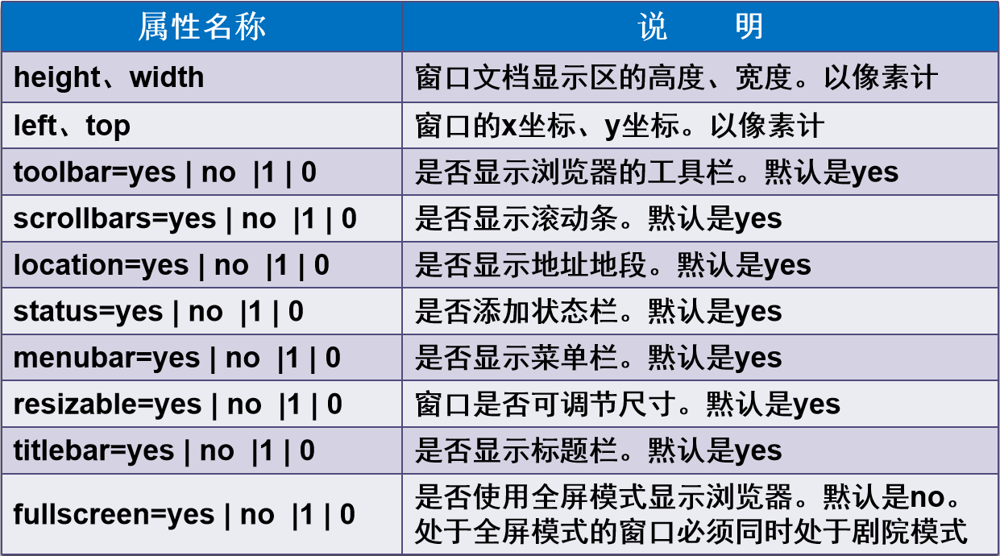 属性名称 说 明
height、width 窗口文档显示区的高度、宽度。以像素计
left、top 窗口的x坐标、y坐标。以像素计
toolbar=yes | no |1 | 0 是否显示浏览器的工具栏。默认是yes
scrollbars=yes | no |1 | 0 是否显示滚动条。默认是yes
location=yes | no |1 | 0 是否显示地址地段。默认是yes
status=yes | no |1 | 0 是否添加状态栏。默认是yes
menubar=yes | no |1 | 0 是否显示菜单栏。默认是yes
resizable=yes | no |1 | 0 窗口是否可调节尺寸。默认是yes
titlebar=yes | no |1 | 0 是否显示标题栏。默认是yes
fullscreen=yes | no |1 | 0 是否使用全屏模式显示浏览器。默认是no。
处于全屏模式的窗口必须同时处于剧院模式